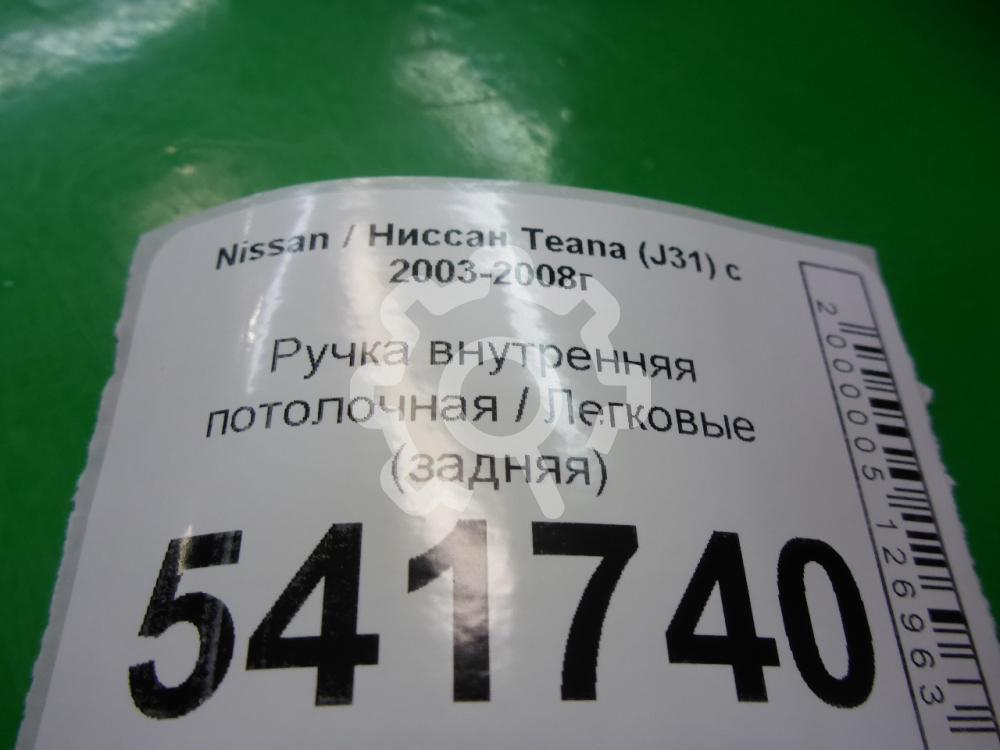 Nissan / Ниссан Teana (J31) с
2003-2008г
Ручка внутренняя
потолочная / Легковые
(задняя)
541740
2000005126963